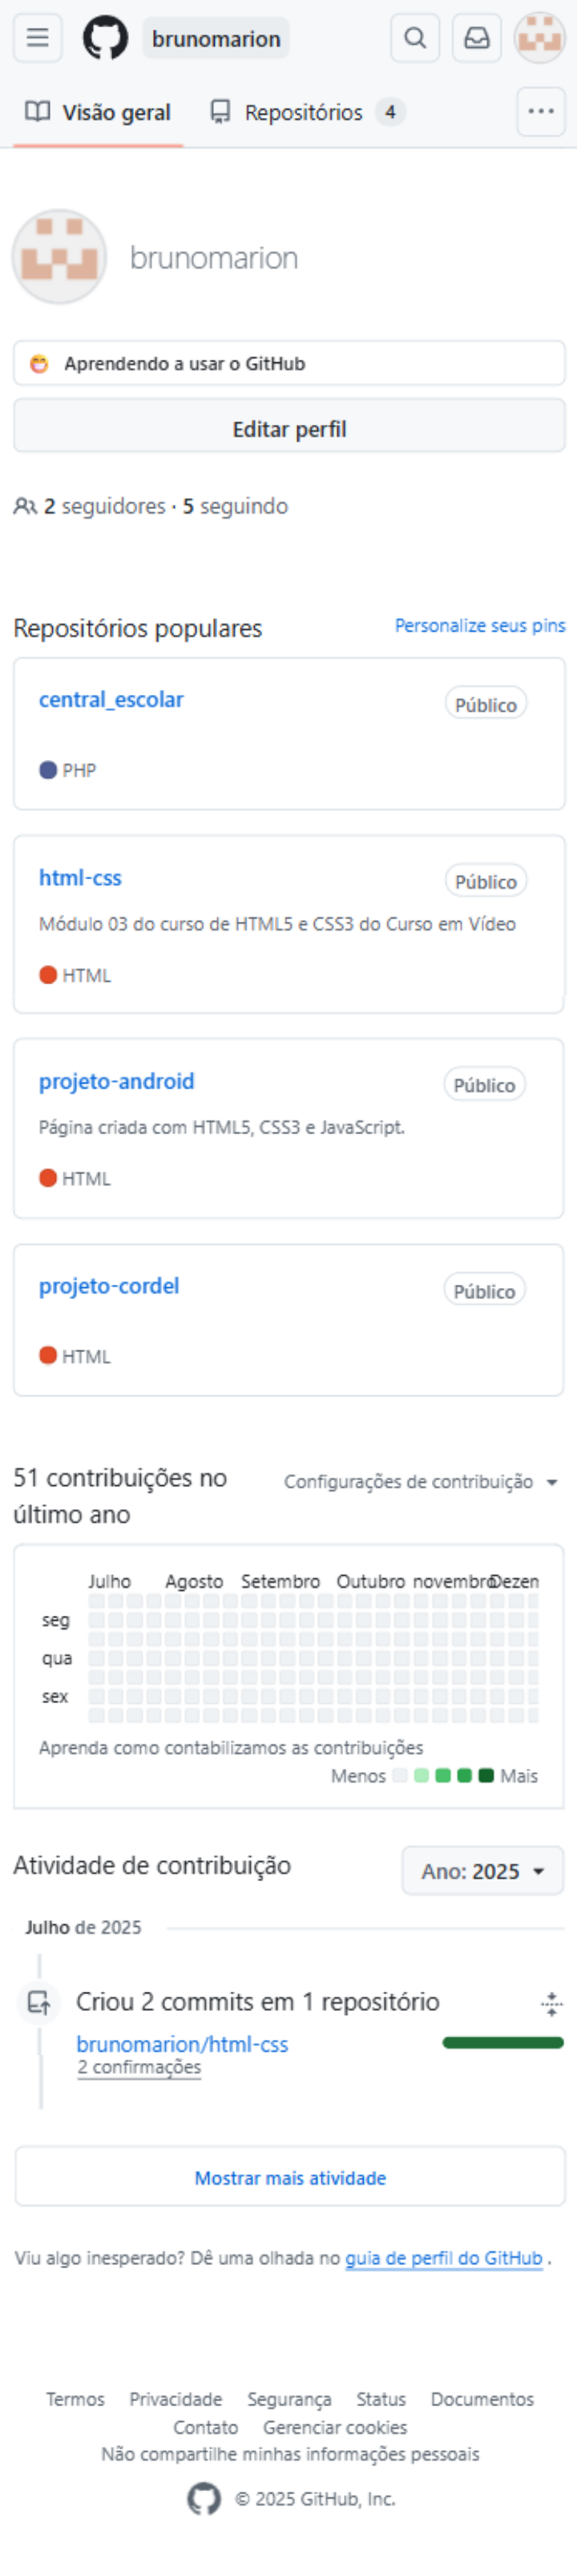 brunomarion
Visão geral
Repositórios 4
brunomarion
Aprendendo a usar o GitHub
Editar perfil
2 seguidores · 5 seguindo
Repositórios populares
Personalize seus pins
central_escolar
Público
PHP
html-css
Público
Módulo 03 do curso de HTML5 e CSS3 do Curso em Vídeo
HTML
projeto-android
Público
Página criada com HTML5, CSS3 e JavaScript.
HTML
projeto-cordel
Público
HTML
51 contribuições no
último ano
Configurações de contribuição
Julho Agosto Setembro Outubro novembro Dezem
seg
qua
sex
Aprenda como contabilizamos as contribuições
Menos Mais
Atividade de contribuição
Ano: 2025
Julho de 2025
Criou 2 commits em 1 repositório
brunomarion/html-css
2 confirmações
Mostrar mais atividade
Viu algo inesperado? Dê uma olhada no guia de perfil do GitHub .
Termos Privacidade Segurança Status Documentos
Contato Gerenciar cookies
Não compartilhe minhas informações pessoais
© 2025 GitHub, Inc.